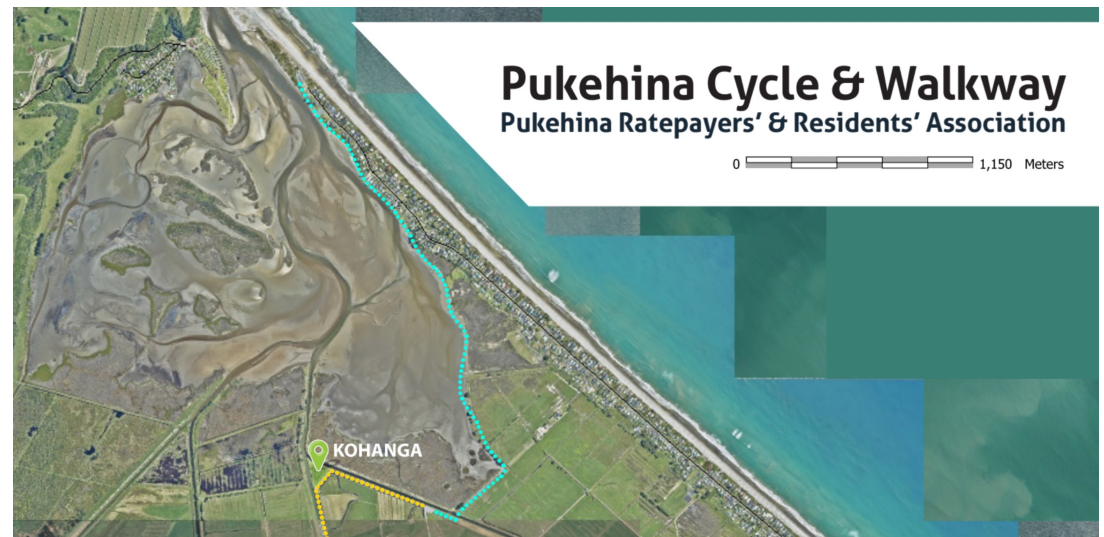 Pukehina Cycle & Walkway
Pukehina Ratepayers' & Residents' Association
0 1,150 Meters
KOHANGA